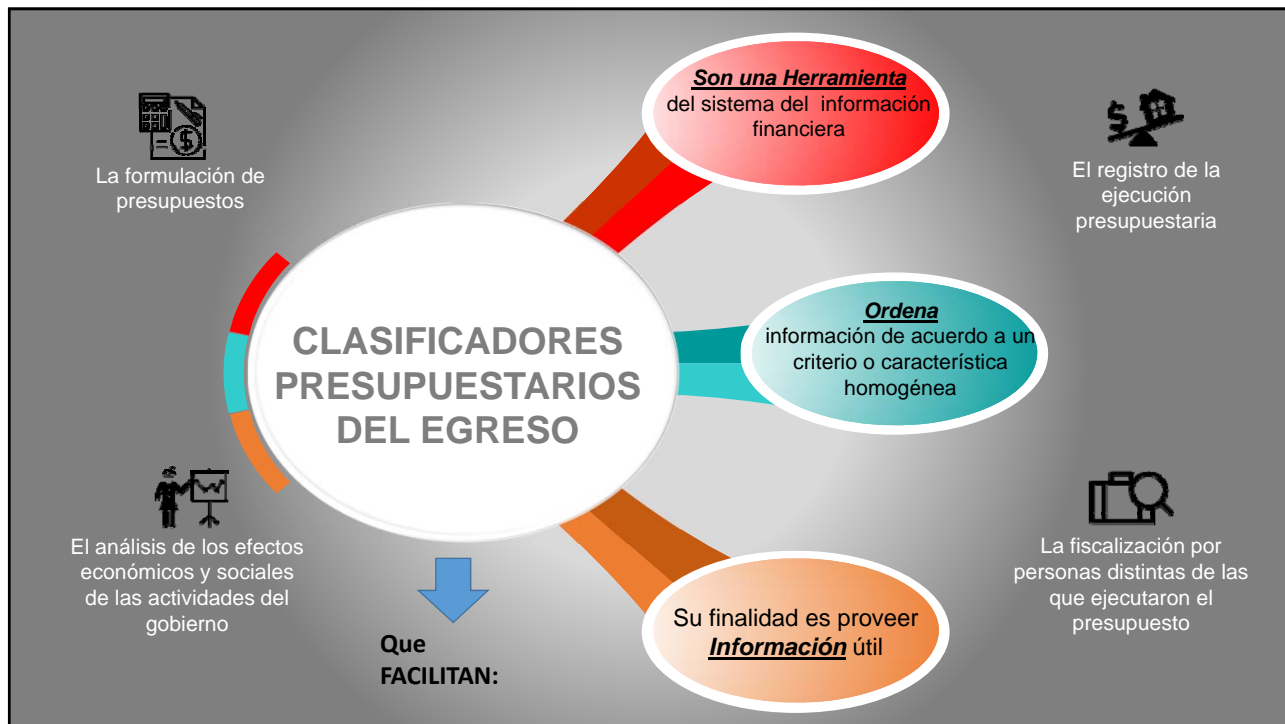 CLASIFICADORES
PRESUPUESTARIOS
DEL EGRESO
Son una Herramienta
del sistema del información
financiera
Ordena
información de acuerdo a un
criterio o característica
homogénea
Su finalidad es proveer
Información útil
Que
FACILITAN:
La formulación de
presupuestos
El registro de la
ejecución
presupuestaria
El análisis de los efectos
económicos y sociales
de las actividades del
gobierno
La fiscalización por
personas distintas de las
que ejecutaron el
presupuesto